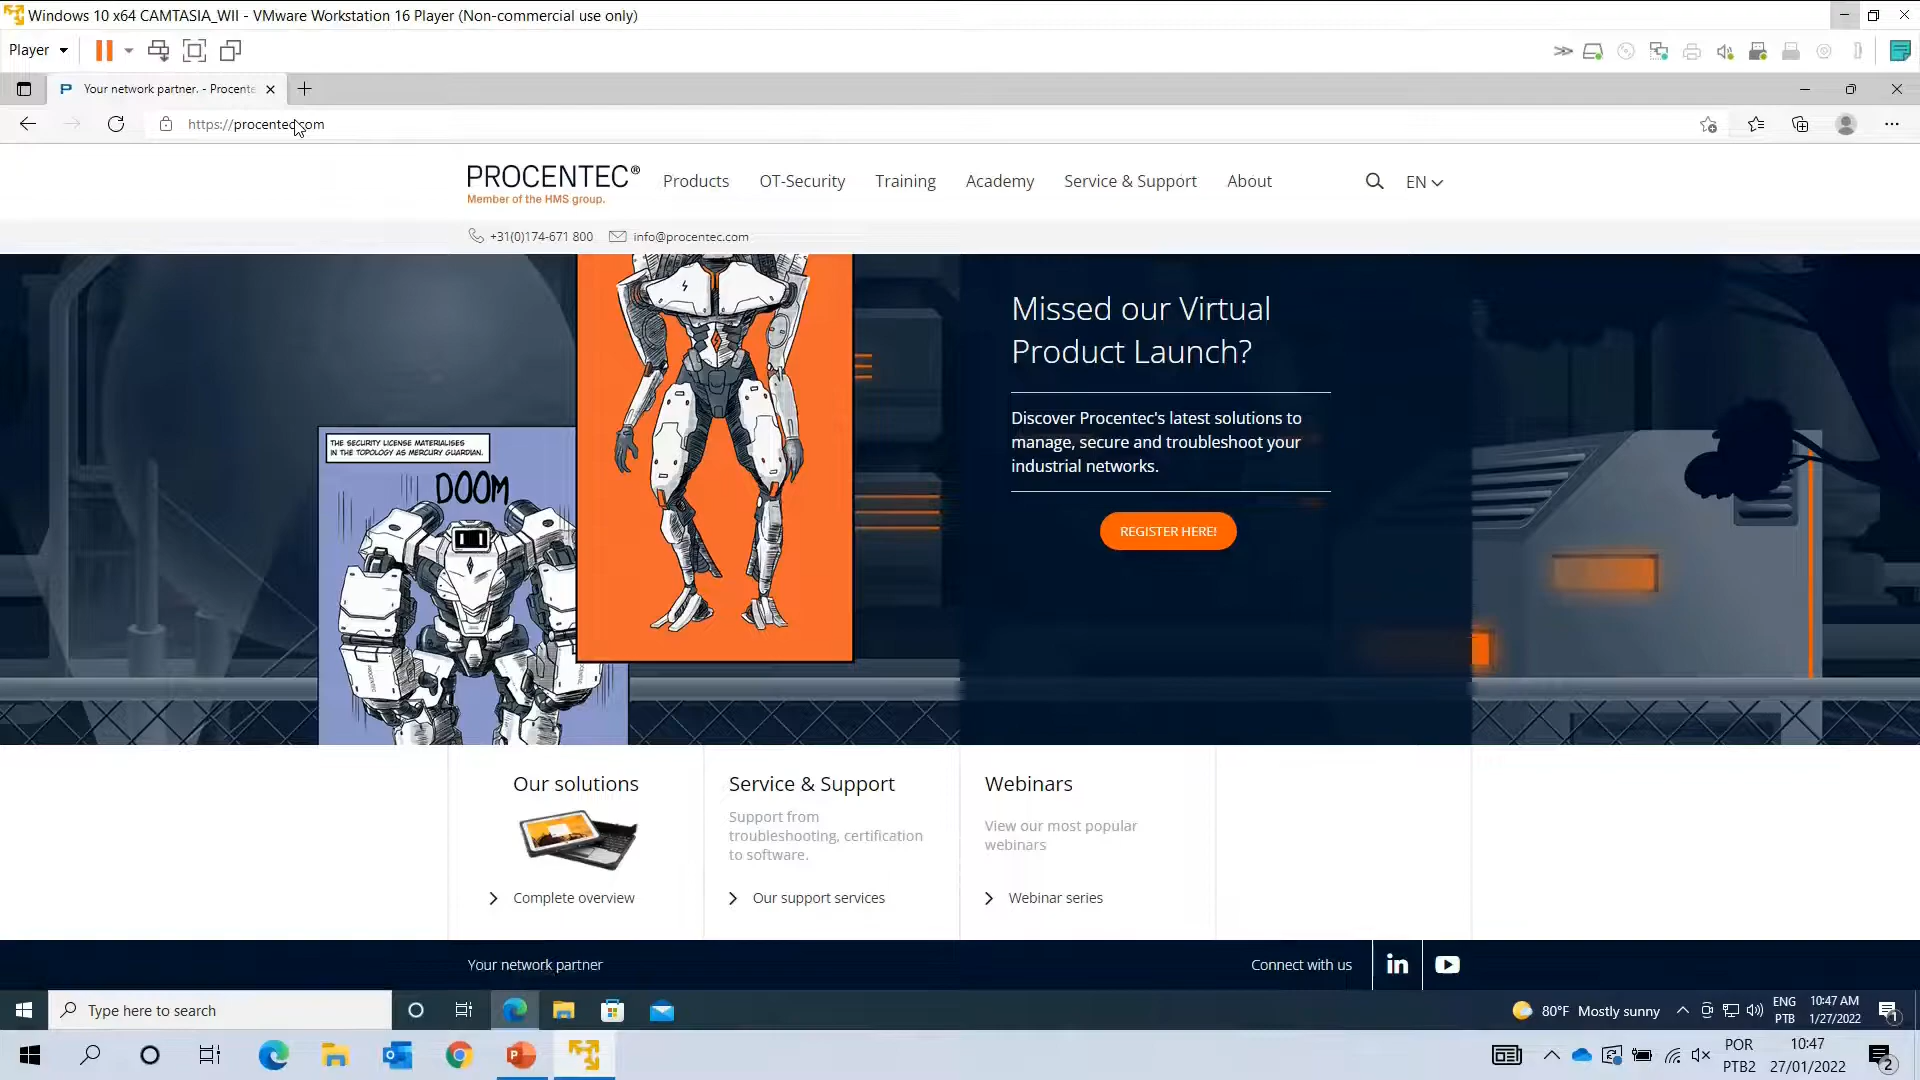 Windows 10 x64 CAMTASIA_WII - VMware Workstation 16 Player (Non-commercial use only)
Player
Your network partner. - Procente
https://procentec.com
PROCENTEC®
Member of the HMS group.
Products
OT-Security
Training
Academy
Service & Support
About
EN
+31(0)174-671 800
info@procentec.com
THE SECURITY LICENSE MATERIALISES
IN THE TOPOLOGY AS MERCURY GUARDIAN.
DOOM
Missed our Virtual
Product Launch?
Discover Procentec's latest solutions to
manage, secure and troubleshoot your
industrial networks.
REGISTER HERE!
Our solutions
Complete overview
Service & Support
Support from
troubleshooting, certification
to software.
Our support services
Webinars
View our most popular
webinars
Webinar series
Your network partner
Connect with us
Type here to search
80°F Mostly sunny
ENG
PTB
10:47 AM
1/27/2022
1
POR
PTB2
10:47
27/01/2022
2